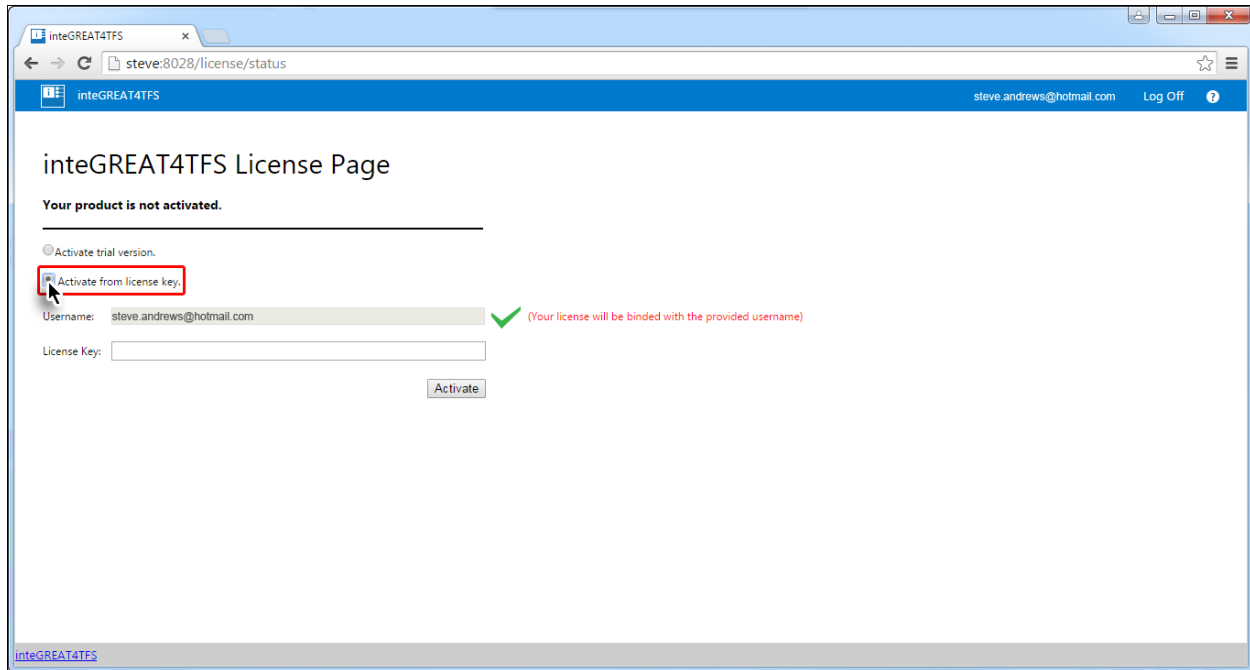 inteGREAT4TFS
steve:8028/license/status
inteGREAT4TFS steve.andrews@hotmail.com Log Off ?
inteGREAT4TFS License Page
Your product is not activated.
Activate trial version.
Activate from license key.
Username: steve.andrews@hotmail.com (Your license will be binded with the provided username)
License Key:
Activate
inteGREAT4TFS